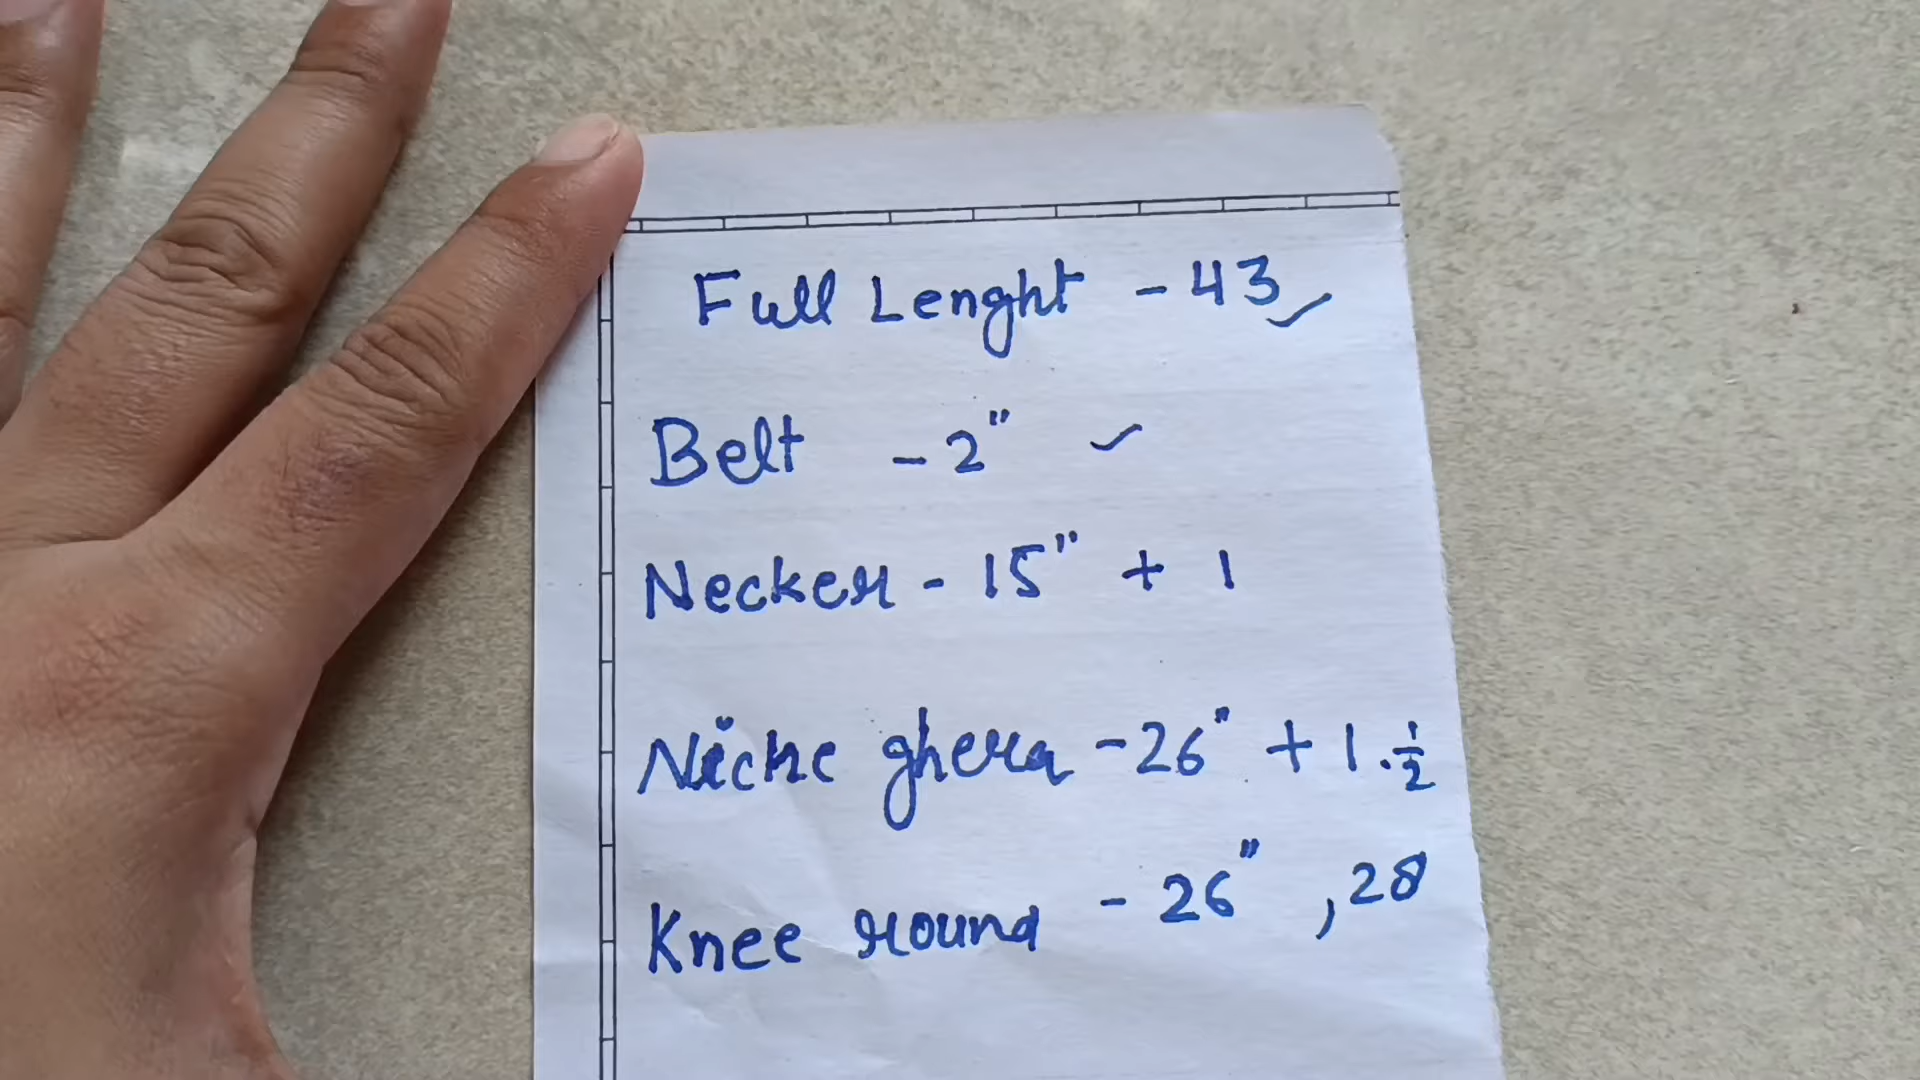 Full Lenght - 43 ✓
Belt - 2" ✓
Necker - 15" + 1
Niche ghera - 26" + 1.½
Knee round - 26" , 28